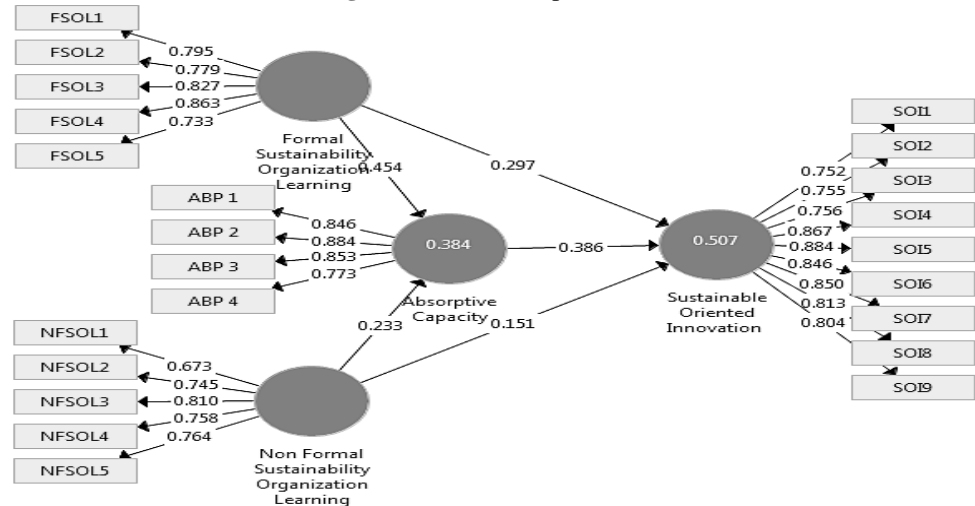 FSOL1
FSOL2
FSOL3
FSOL4
FSOL5
0.795
0.779
0.827
0.863
0.733
Formal
Sustainability
Organization
Learning
0.454
0.297
ABP 1
ABP 2
ABP 3
ABP 4
0.846
0.884
0.853
0.773
0.384
Absorptive
Capacity
0.386
0.233
0.151
NFSOL1
NFSOL2
NFSOL3
NFSOL4
NFSOL5
0.673
0.745
0.810
0.758
0.764
Non Formal
Sustainability
Organization
Learning
0.507
Sustainable
Oriented
Innovation
0.752
0.755
0.756
0.867
0.884
0.846
0.850
0.813
0.804
SOI1
SOI2
SOI3
SOI4
SOI5
SOI6
SOI7
SOI8
SOI9